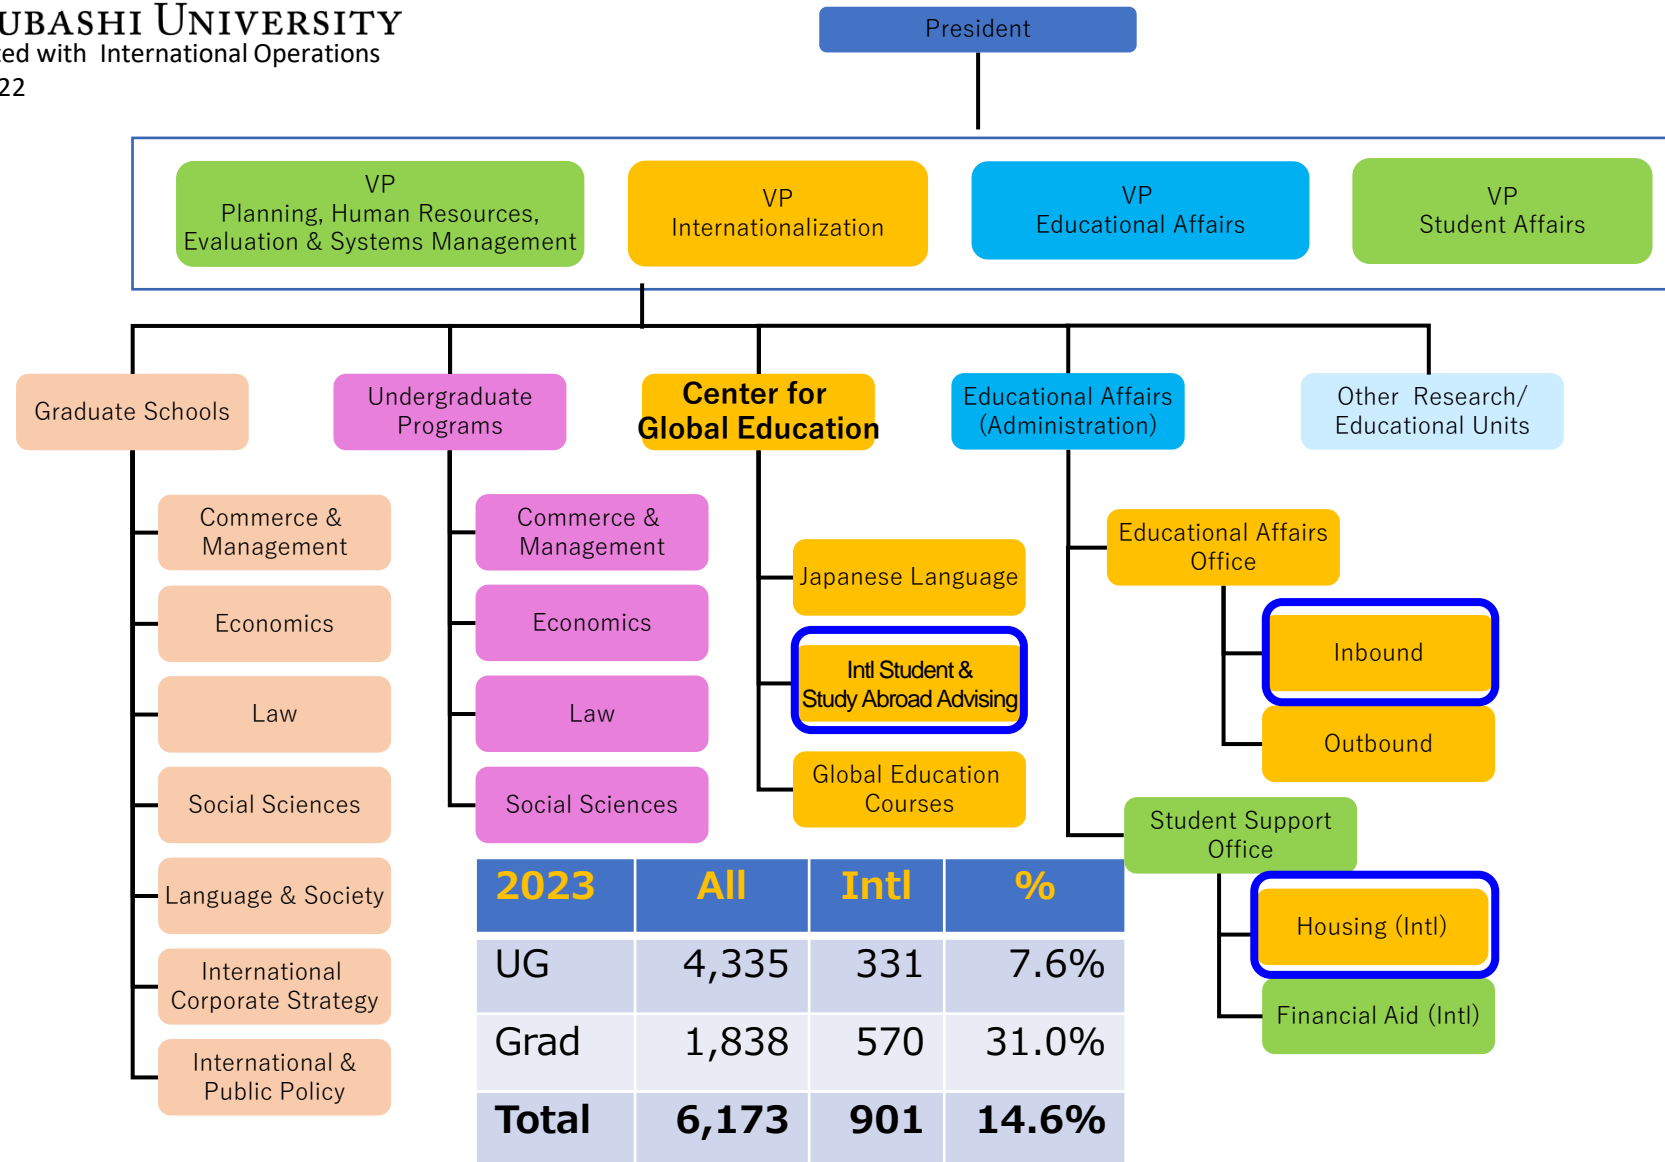 UBASHI UNIVERSITY
ted with International Operations
22
President
VP
Planning, Human Resources,
Evaluation & Systems Management
VP
Internationalization
VP
Educational Affairs
VP
Student Affairs
Graduate Schools
Undergraduate
Programs
Center for
Global Education
Educational Affairs
(Administration)
Other Research/
Educational Units
Commerce &
Management
Economics
Law
Social Sciences
Language & Society
International
Corporate Strategy
International &
Public Policy
Commerce &
Management
Economics
Law
Social Sciences
Japanese Language
Intl Student &
Study Abroad Advising
Global Education
Courses
Educational Affairs
Office
Inbound
Outbound
Student Support
Office
Housing (Intl)
Financial Aid (Intl)
2023 All Intl %
UG 4,335 331 7.6%
Grad 1,838 570 31.0%
Total 6,173 901 14.6%